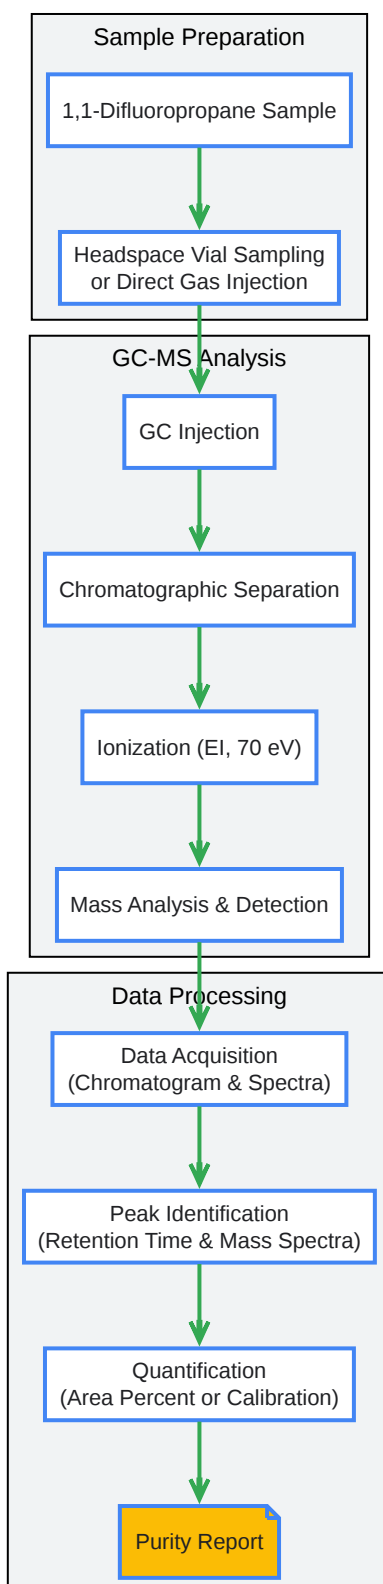 Sample Preparation
1,1-Difluoropropane Sample
Headspace Vial Sampling
or Direct Gas Injection
GC-MS Analysis
GC Injection
Chromatographic Separation
Ionization (EI, 70 eV)
Mass Analysis & Detection
Data Processing
Data Acquisition
(Chromatogram & Spectra)
Peak Identification
(Retention Time & Mass Spectra)
Quantification
(Area Percent or Calibration)
Purity Report